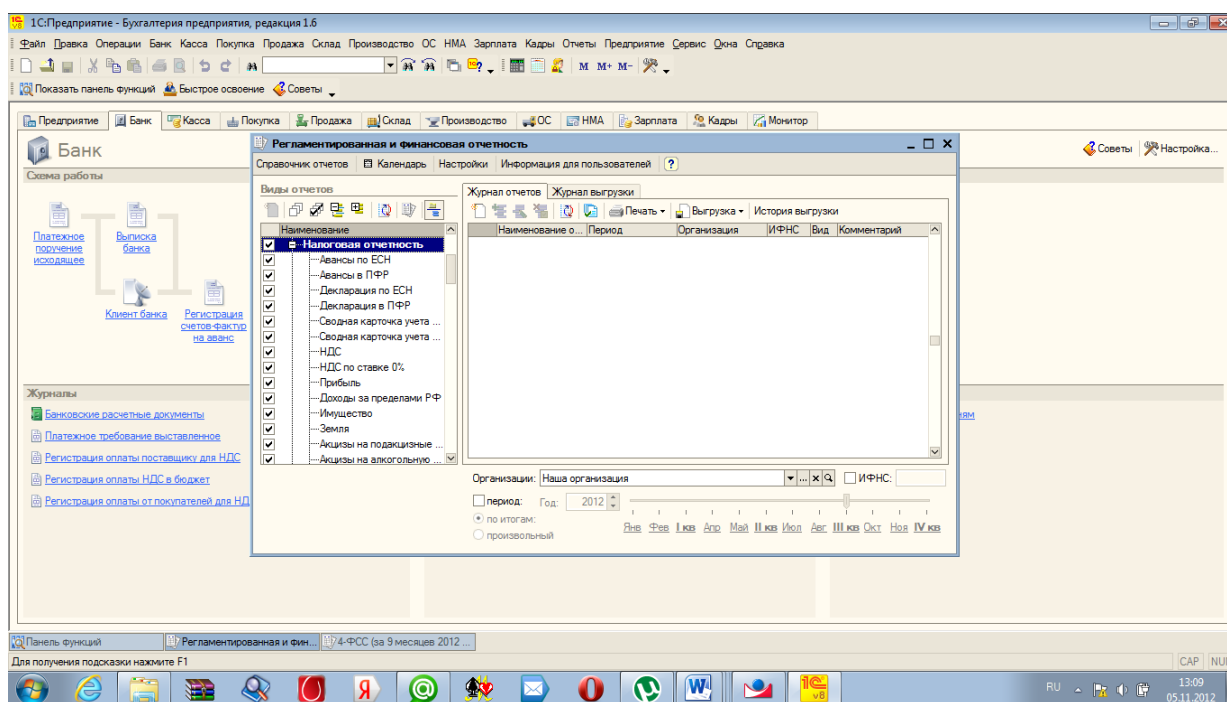 1С:Предприятие - Бухгалтерия предприятия, редакция 1.6
Файл Правка Операции Банк Касса Покупка Продажа Склад Производство ОС НМА Зарплата Кадры Отчеты Предприятие Сервис Окна Справка
M M+ M-
Показать панель функций Быстрое освоение Советы
Предприятие Банк Касса Покупка Продажа Склад Производство ОС НМА Зарплата Кадры Монитор
Банк
Советы Настройка...
Схема работы
Платежное поручение исходящее
Выписка банка
Клиент банка
Регистрация счетов-фактур на аванс
Журналы
Банковские расчетные документы
Платежное требование выставленное
Регистрация оплаты поставщику для НДС
Регистрация оплаты НДС в бюджет
Регистрация оплаты от покупателей для НД
Регламентированная и финансовая отчетность
Справочник отчетов Календарь Настройки Информация для пользователей ?
Виды отчетов
Наименование
Налоговая отчетность
Авансы по ЕСН
Авансы в ПФР
Декларация по ЕСН
Декларация в ПФР
Сводная карточка учета ...
Сводная карточка учета ...
НДС
НДС по ставке 0%
Прибыль
Доходы за пределами РФ
Имущество
Земля
Акцизы на подакцизные ...
Акцизы на алкогольную ...
Журнал отчетов Журнал выгрузки
Печать Выгрузка История выгрузки
Наименование о... Период Организация ИФНС Вид Комментарий
Организации: Наша организация ИФНС:
период: Год: 2012
по итогам:
произвольный
Янв Фев I кв Апр Май II кв Июл Авг III кв Окт Ноя IV кв
ям
Панель функций Регламентированная и фин... 4-ФСС (за 9 месяцев 2012 ...
Для получения подсказки нажмите F1
CAP NU
RU
13:09
05.11.2012